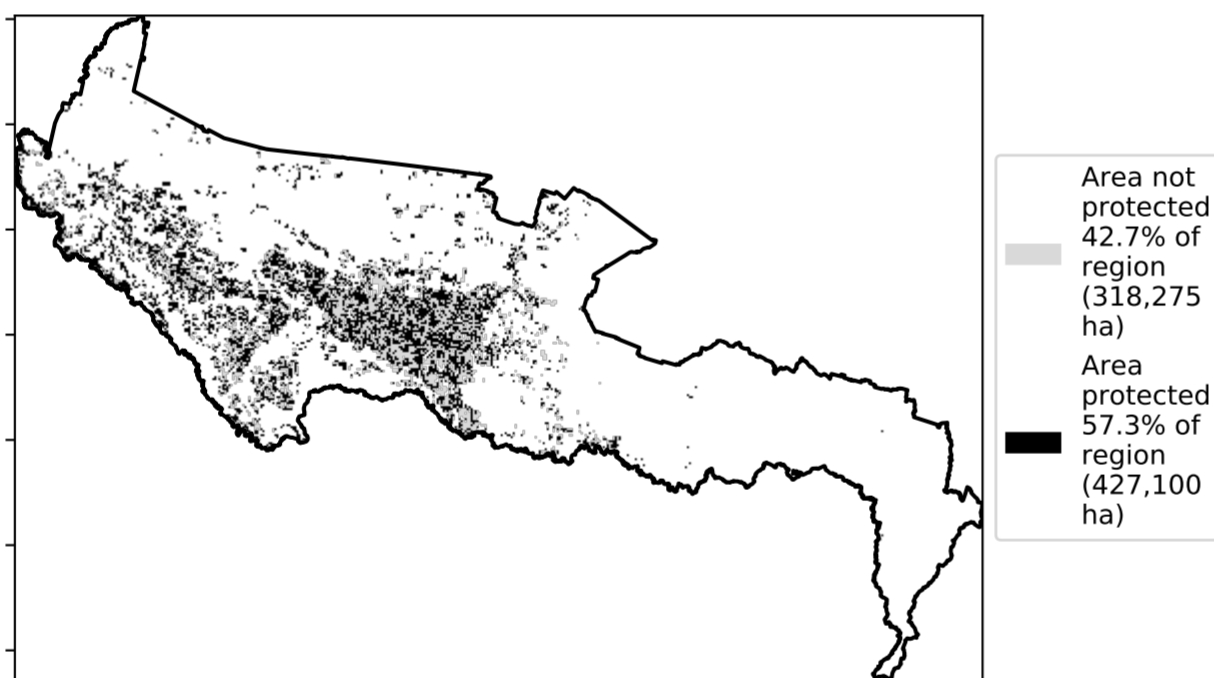 Area not
protected
42.7% of
region
(318,275
ha)
Area
protected
57.3% of
region
(427,100
ha)